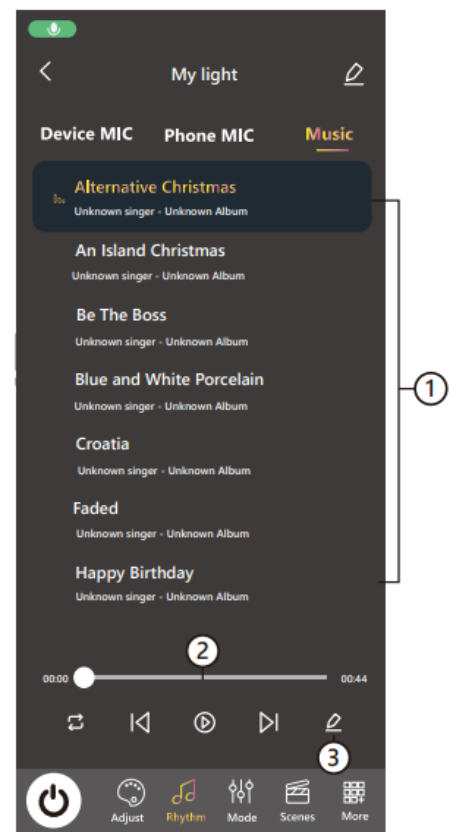 My light
Device MIC Phone MIC Music
Alternative Christmas
Unknown singer - Unknown Album
An Island Christmas
Unknown singer - Unknown Album
Be The Boss
Unknown singer - Unknown Album
Blue and White Porcelain
Unknown singer - Unknown Album
1
Croatia
Unknown singer - Unknown Album
Faded
Unknown singer - Unknown Album
Happy Birthday
Unknown singer - Unknown Album
2
00:00 00:44
3
Adjust Rhythm Mode Scenes More